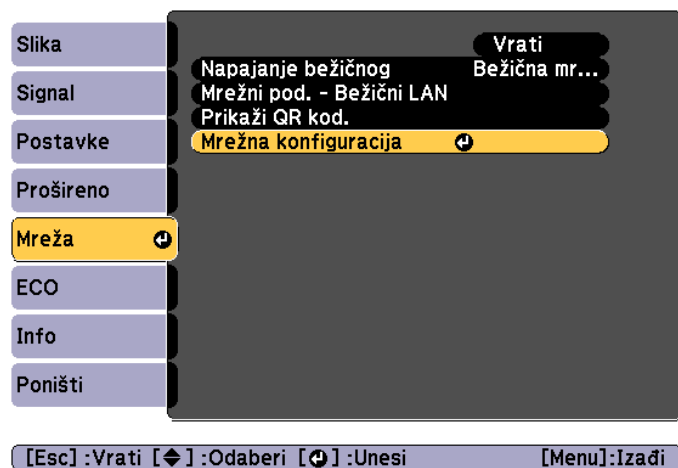 Slika
Signal
Postavke
Prošireno
Mreža
ECO
Info
Poništi
Vrati
Napajanje bežičnog Bežična mr...
Mrežni pod. - Bežični LAN
Prikaži QR kod.
Mrežna konfiguracija
[Esc] :Vrati [◆] :Odaberi [↵] :Unesi [Menu]:Izađi